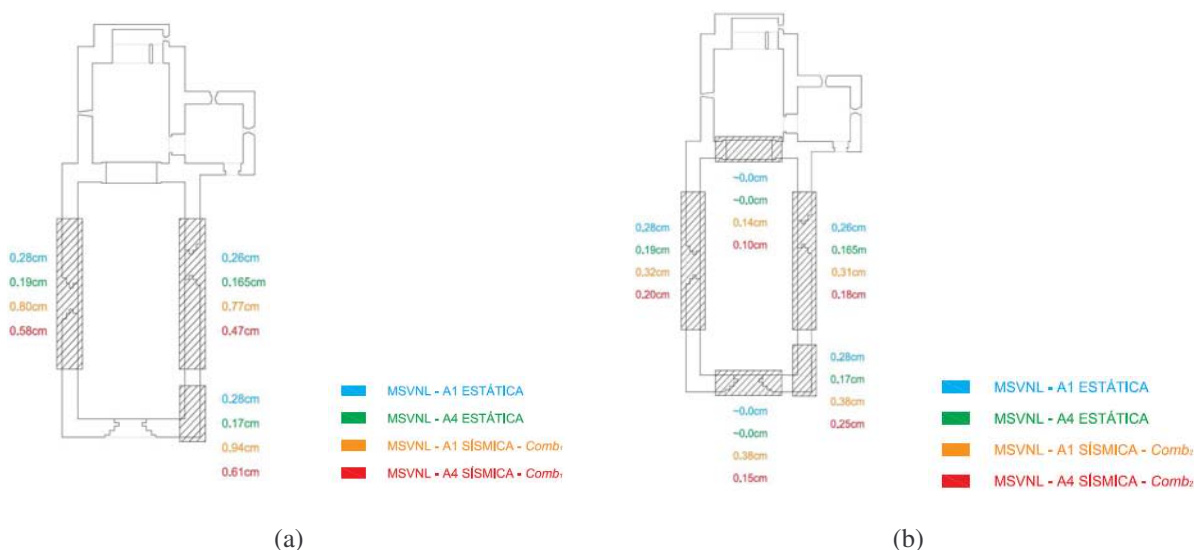 0.28cm
0.19cm
0.80cm
0.58cm
0.26cm
0.165cm
0.77cm
0.47cm
0.28cm
0.17cm
0.94cm
0.61cm
MSVNL - A1 ESTÁTICA
MSVNL - A4 ESTÁTICA
MSVNL - A1 SÍSMICA - Comb₁
MSVNL - A4 SÍSMICA - Comb₁
(a)
~0.0cm
~0.0cm
0.14cm
0.10cm
0.28cm
0.19cm
0.32cm
0.20cm
0.26cm
0.165m
0.31cm
0.18cm
0.28cm
0.17cm
0.38cm
0.25cm
~0.0cm
~0.0cm
0.38cm
0.15cm
MSVNL - A1 ESTÁTICA
MSVNL - A4 ESTÁTICA
MSVNL - A1 SÍSMICA - Comb₂
MSVNL - A4 SÍSMICA - Comb₂
(b)